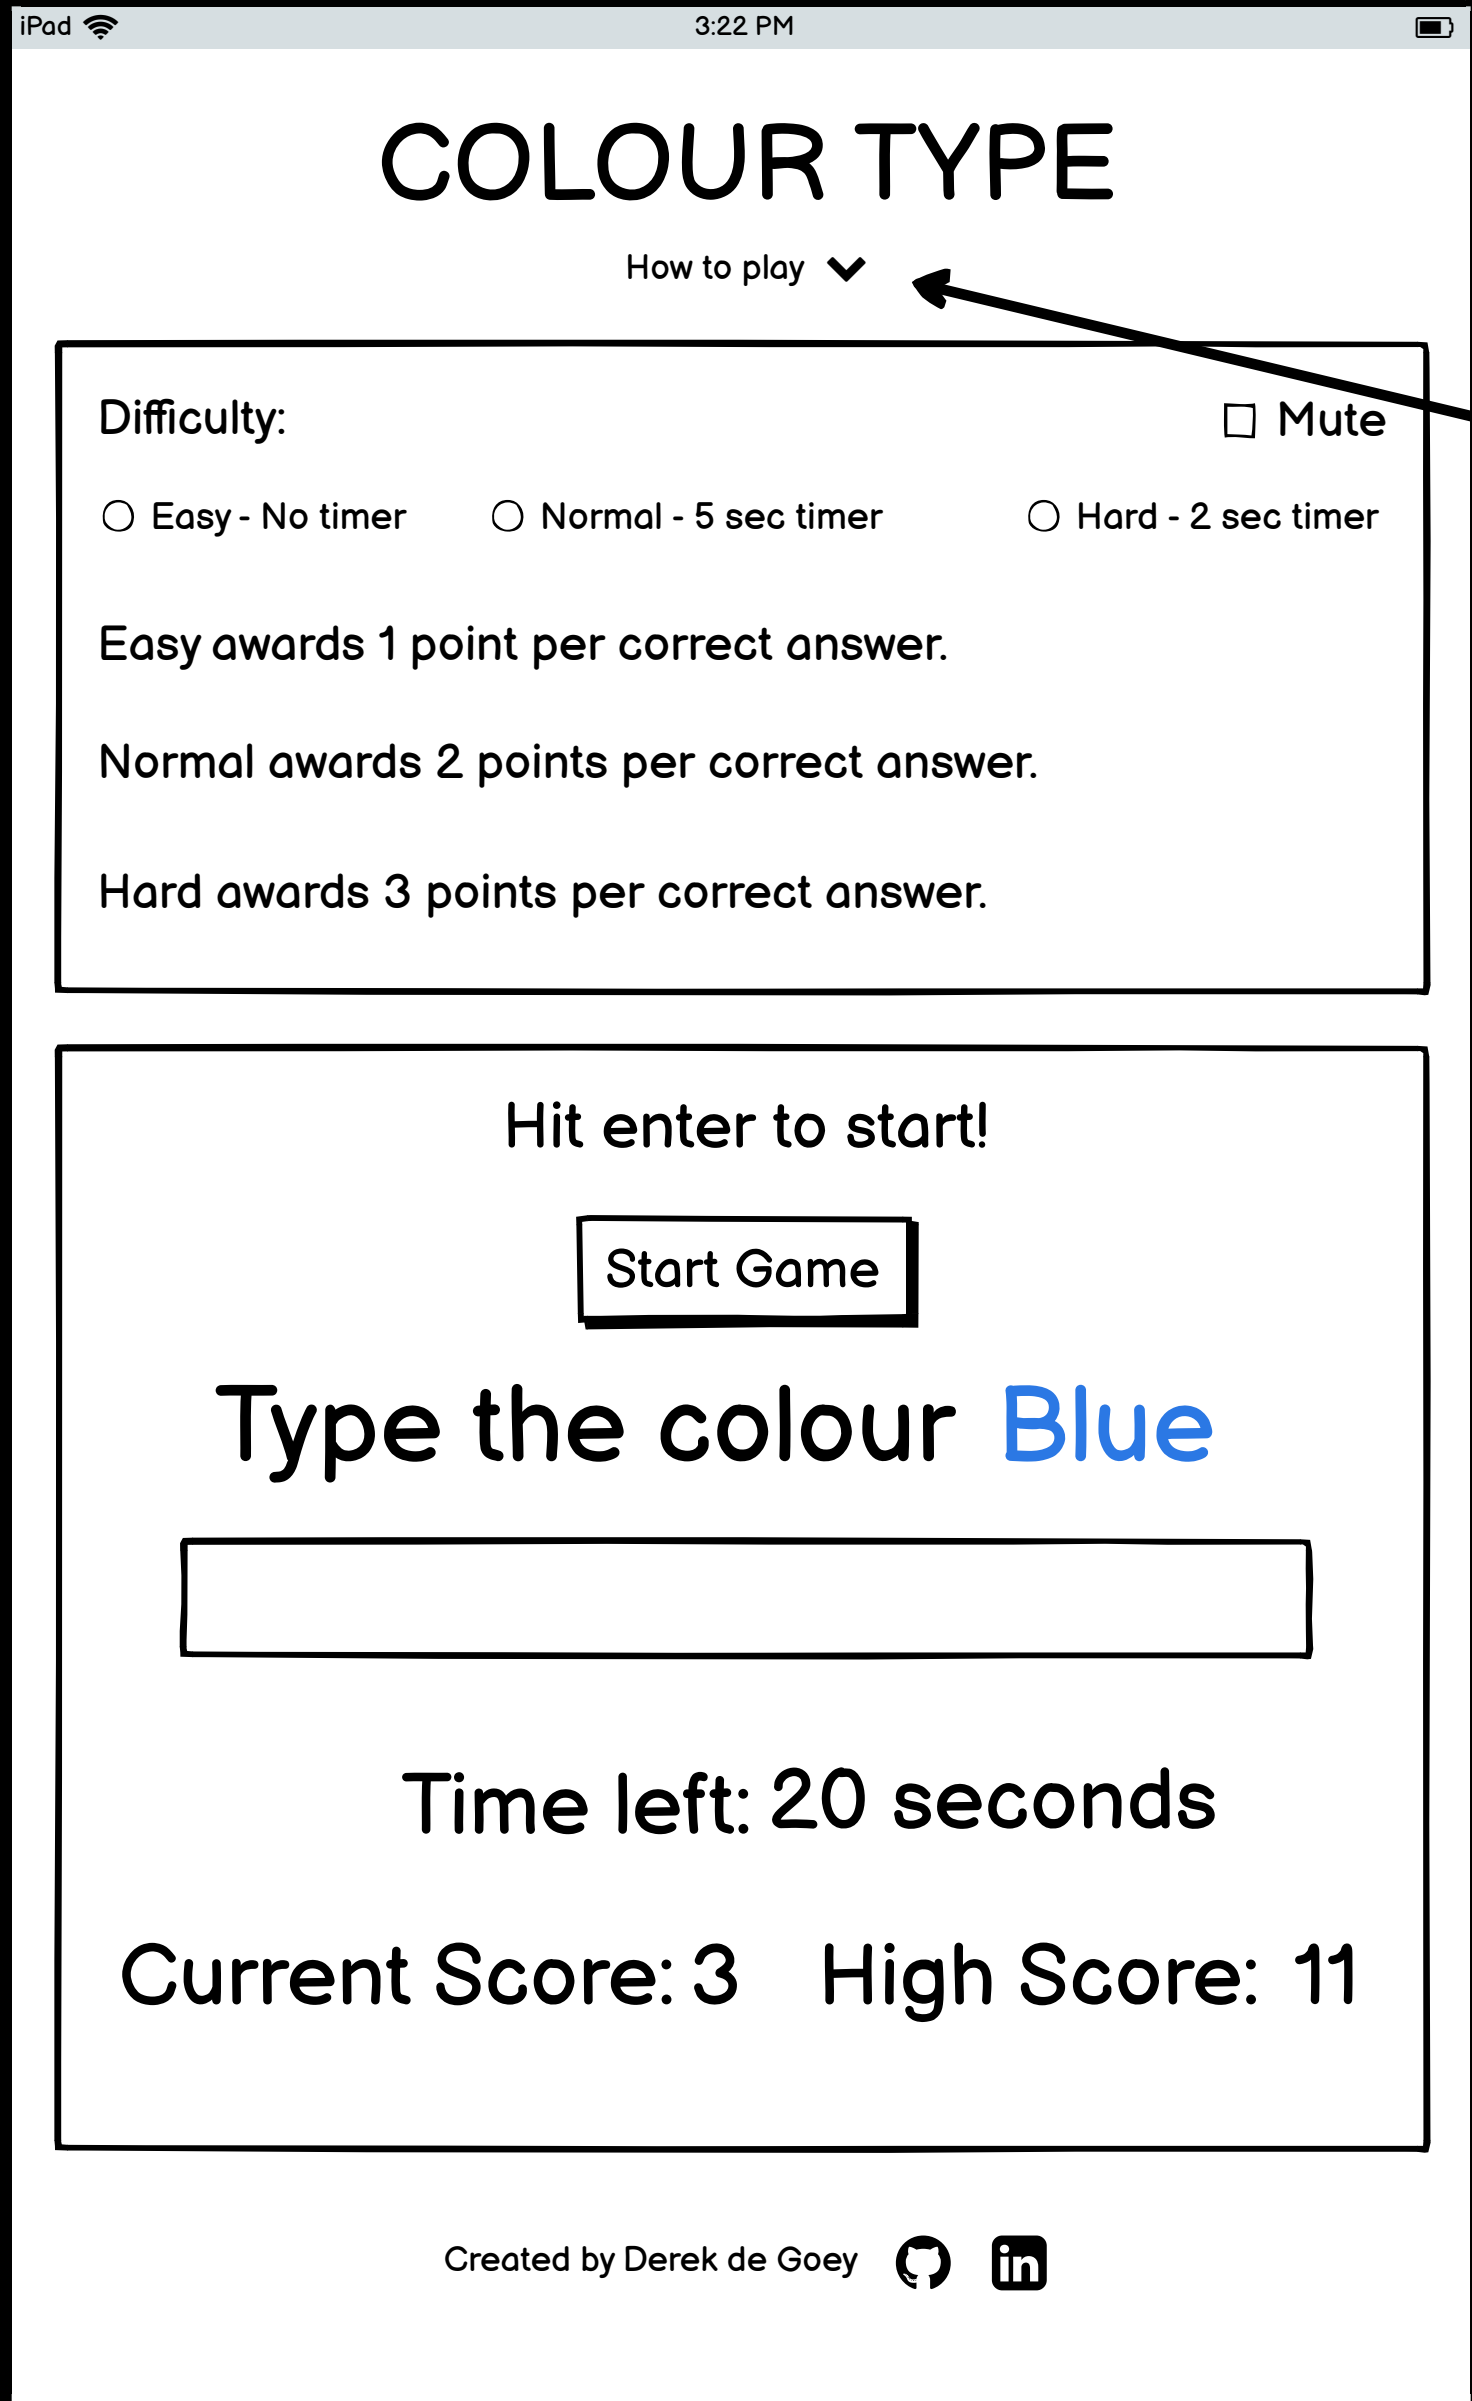 iPad 3:22 PM
COLOUR TYPE
How to play
Difficulty: Mute
Easy - No timer Normal - 5 sec timer Hard - 2 sec timer
Easy awards 1 point per correct answer.
Normal awards 2 points per correct answer.
Hard awards 3 points per correct answer.
Hit enter to start!
Start Game
Type the colour Blue
Time left: 20 seconds
Current Score: 3 High Score: 11
Created by Derek de Goey in